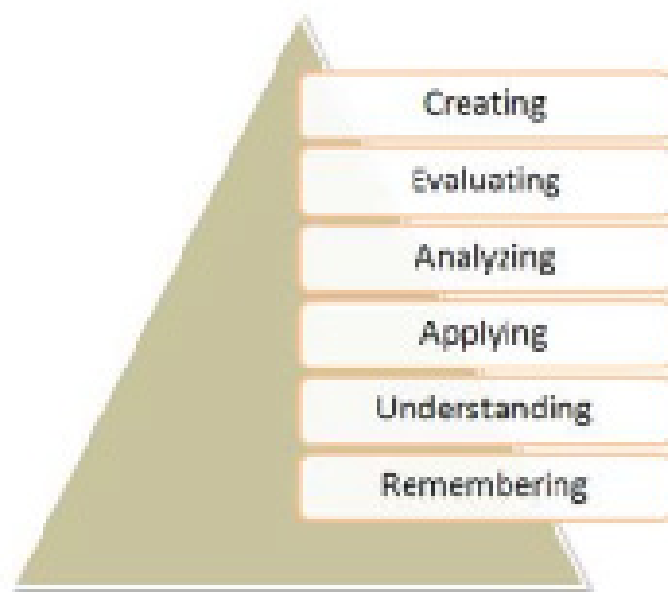 Creating
Evaluating
Analyzing
Applying
Understanding
Remembering